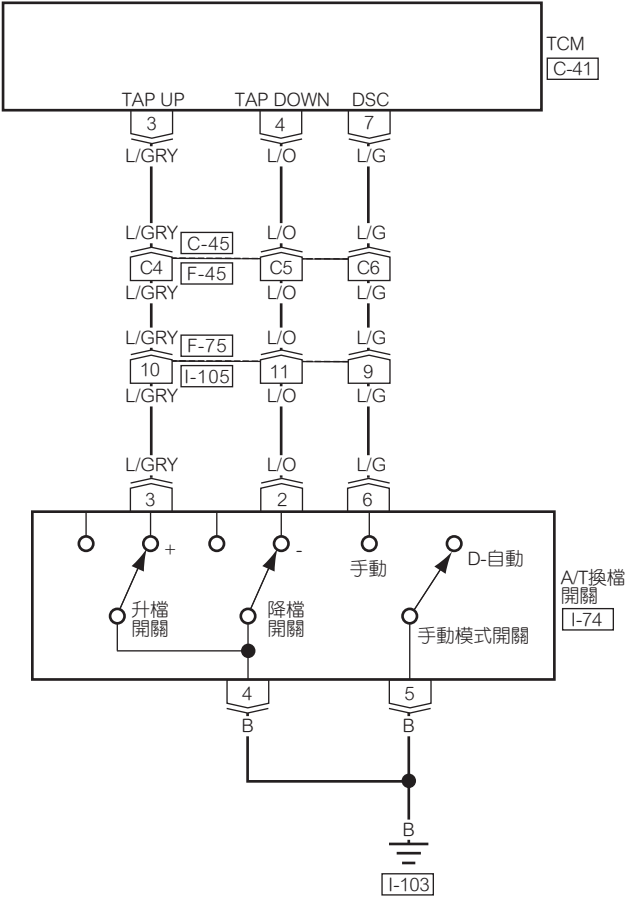 TCM
C-41
TAP UP TAP DOWN DSC
3 4 7
L/GRY L/O L/G
L/GRY L/O L/G
C-45
C4 C5 C6
F-45
L/GRY L/O L/G
L/GRY L/O L/G
F-75
10 11 9
I-105
L/GRY L/O L/G
L/GRY L/O L/G
3 2 6
+ -
手動
D-自動
A/T換檔
開關
I-74
升檔
開關
降檔
開關
手動模式開關
4 5
B B
B
I-103